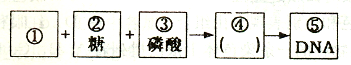 ① + ② 糖 + ③ 磷酸 → ④ (  ) → ⑤ DNA